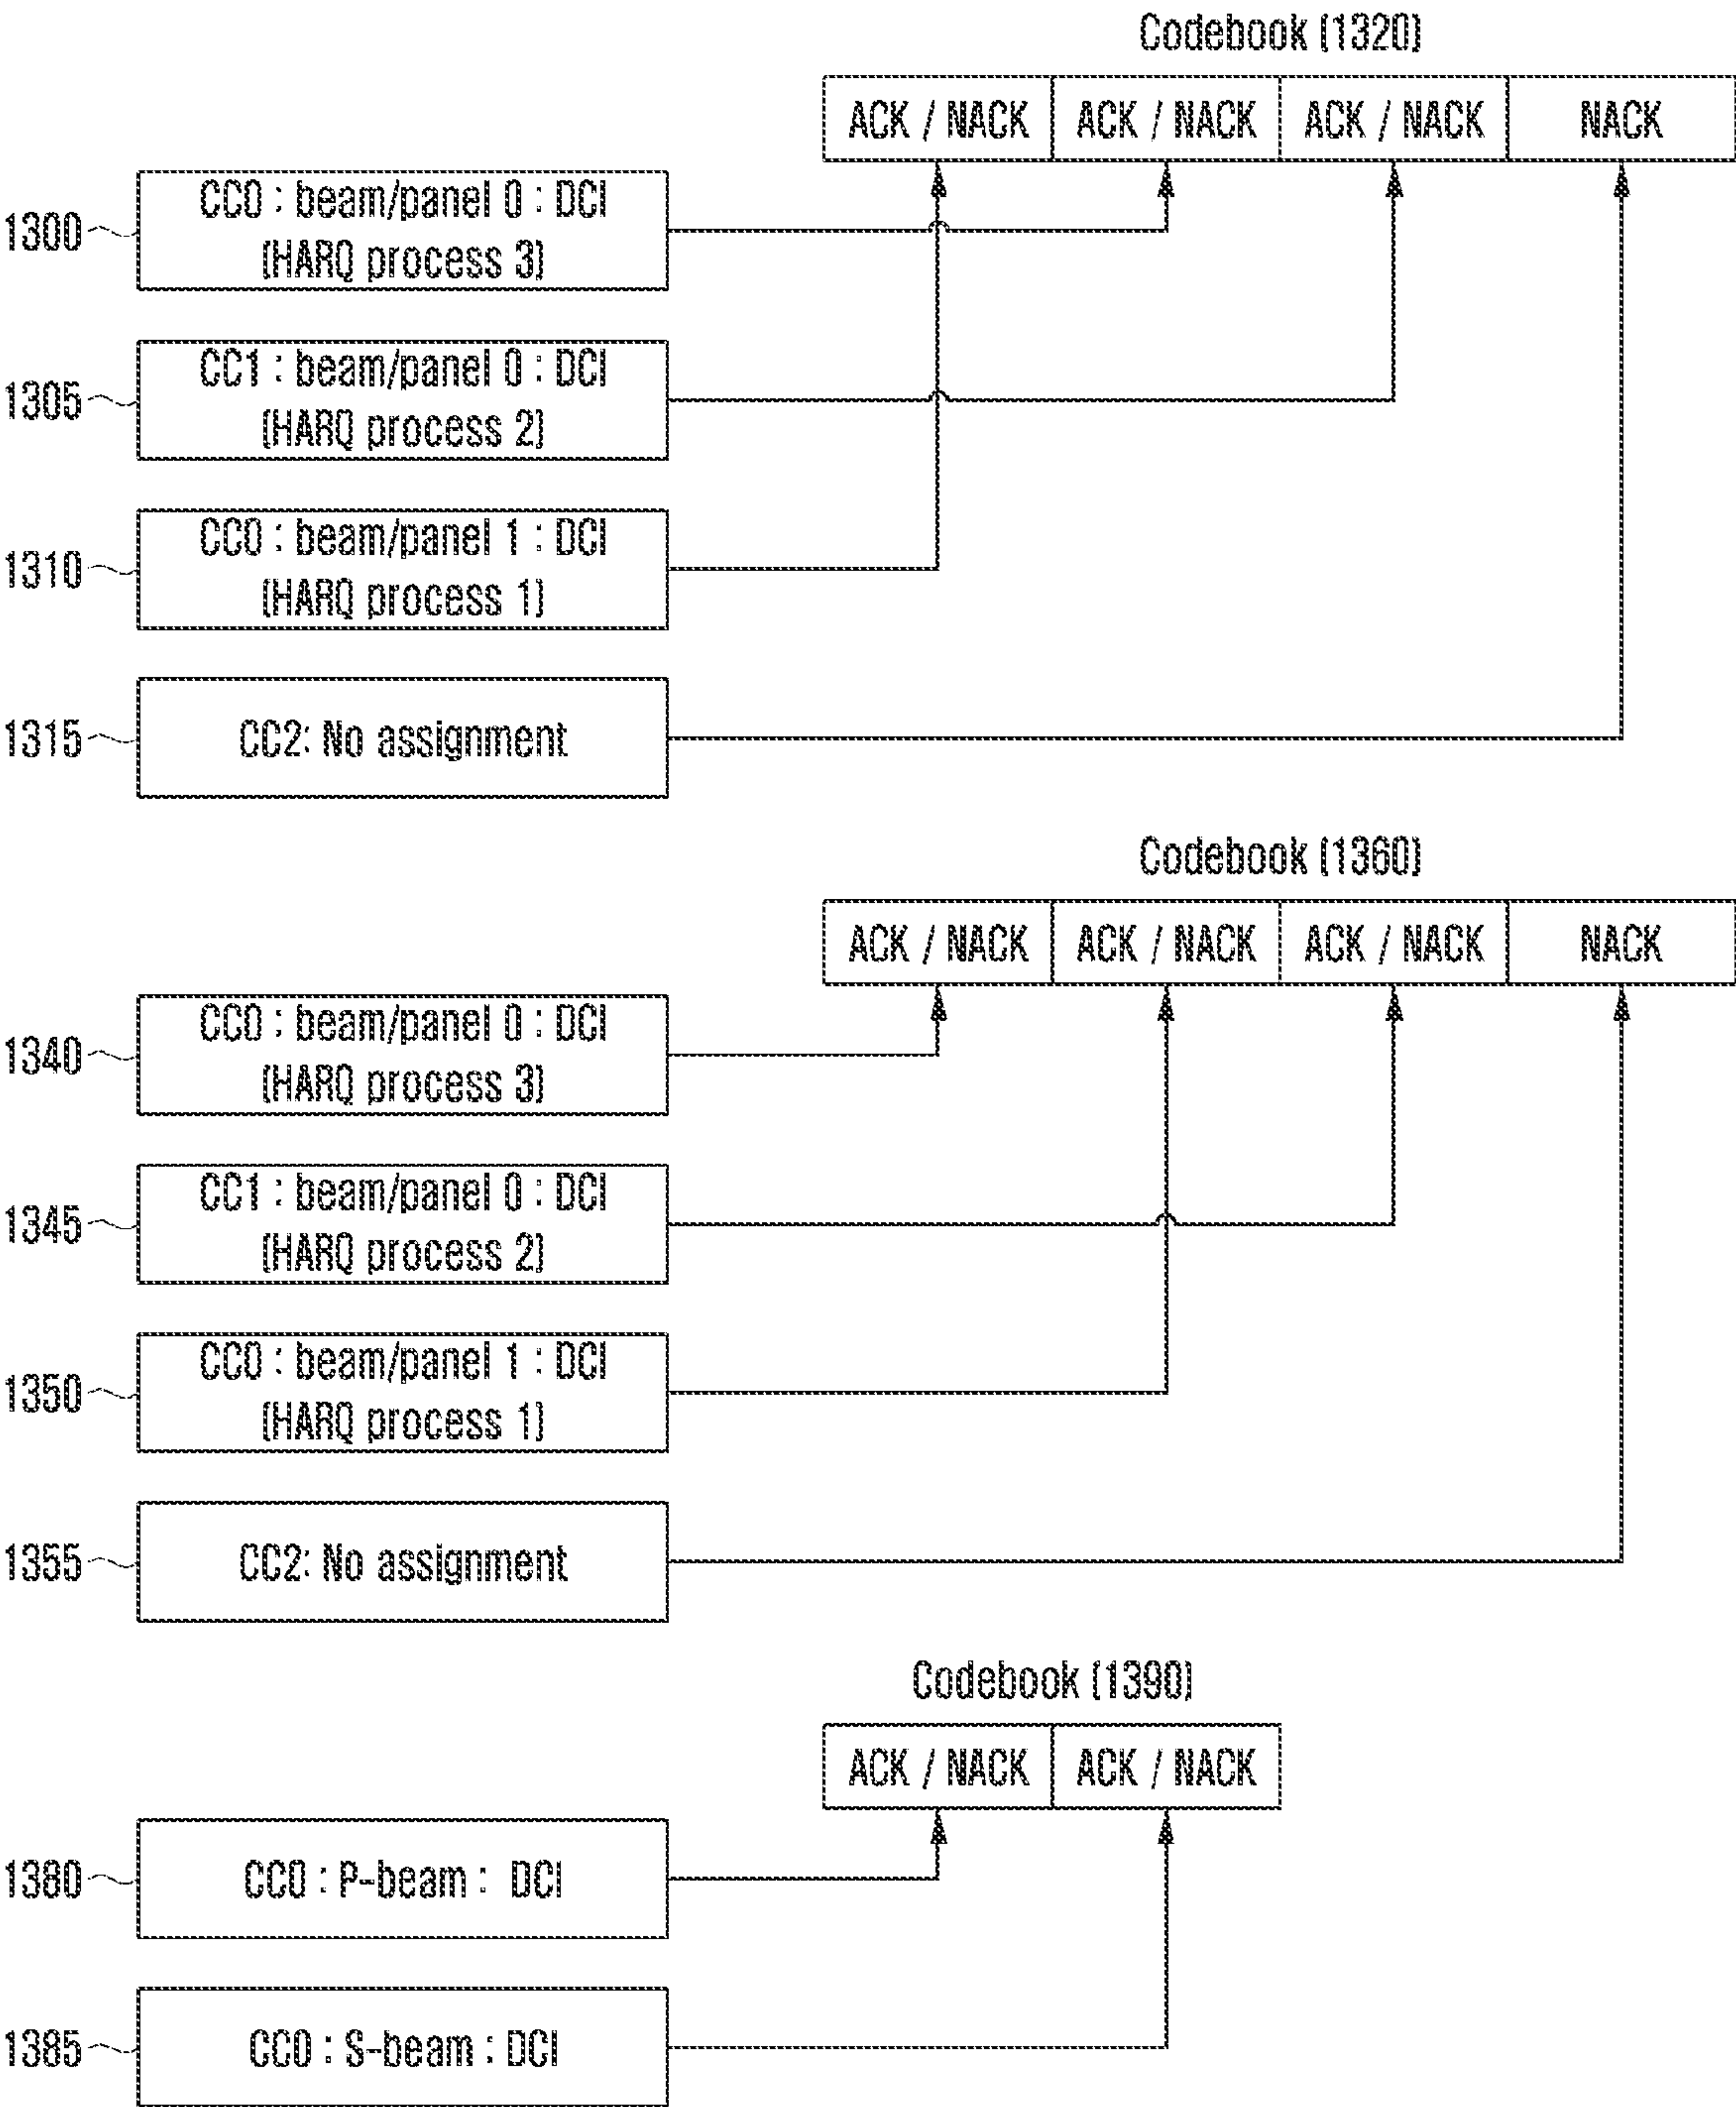 Codebook (1320)
ACK / NACK ACK / NACK ACK / NACK NACK
1300
CC0 : beam/panel 0 : DCI
(HARQ process 3)
1305
CC1 : beam/panel 0 : DCI
(HARQ process 2)
1310
CC0 : beam/panel 1 : DCI
(HARQ process 1)
1315
CC2: No assignment
Codebook (1360)
ACK / NACK ACK / NACK ACK / NACK NACK
1340
CC0 : beam/panel 0 : DCI
(HARQ process 3)
1345
CC1 : beam/panel 0 : DCI
(HARQ process 2)
1350
CC0 : beam/panel 1 : DCI
(HARQ process 1)
1355
CC2: No assignment
Codebook (1390)
ACK / NACK ACK / NACK
1380
CC0 : P-beam : DCI
1385
CC0 : S-beam : DCI